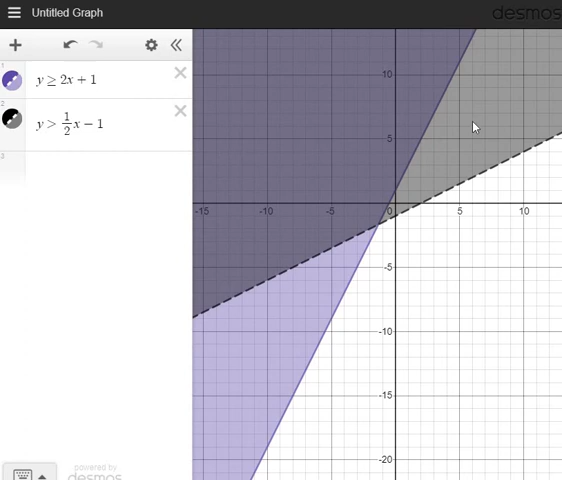 Untitled Graph
desmos
1
y ≥ 2x + 1
2
y > 1/2 x − 1
3
10
5
-15
-10
-5
0
5
10
-5
-10
-15
-20
powered by
desmos